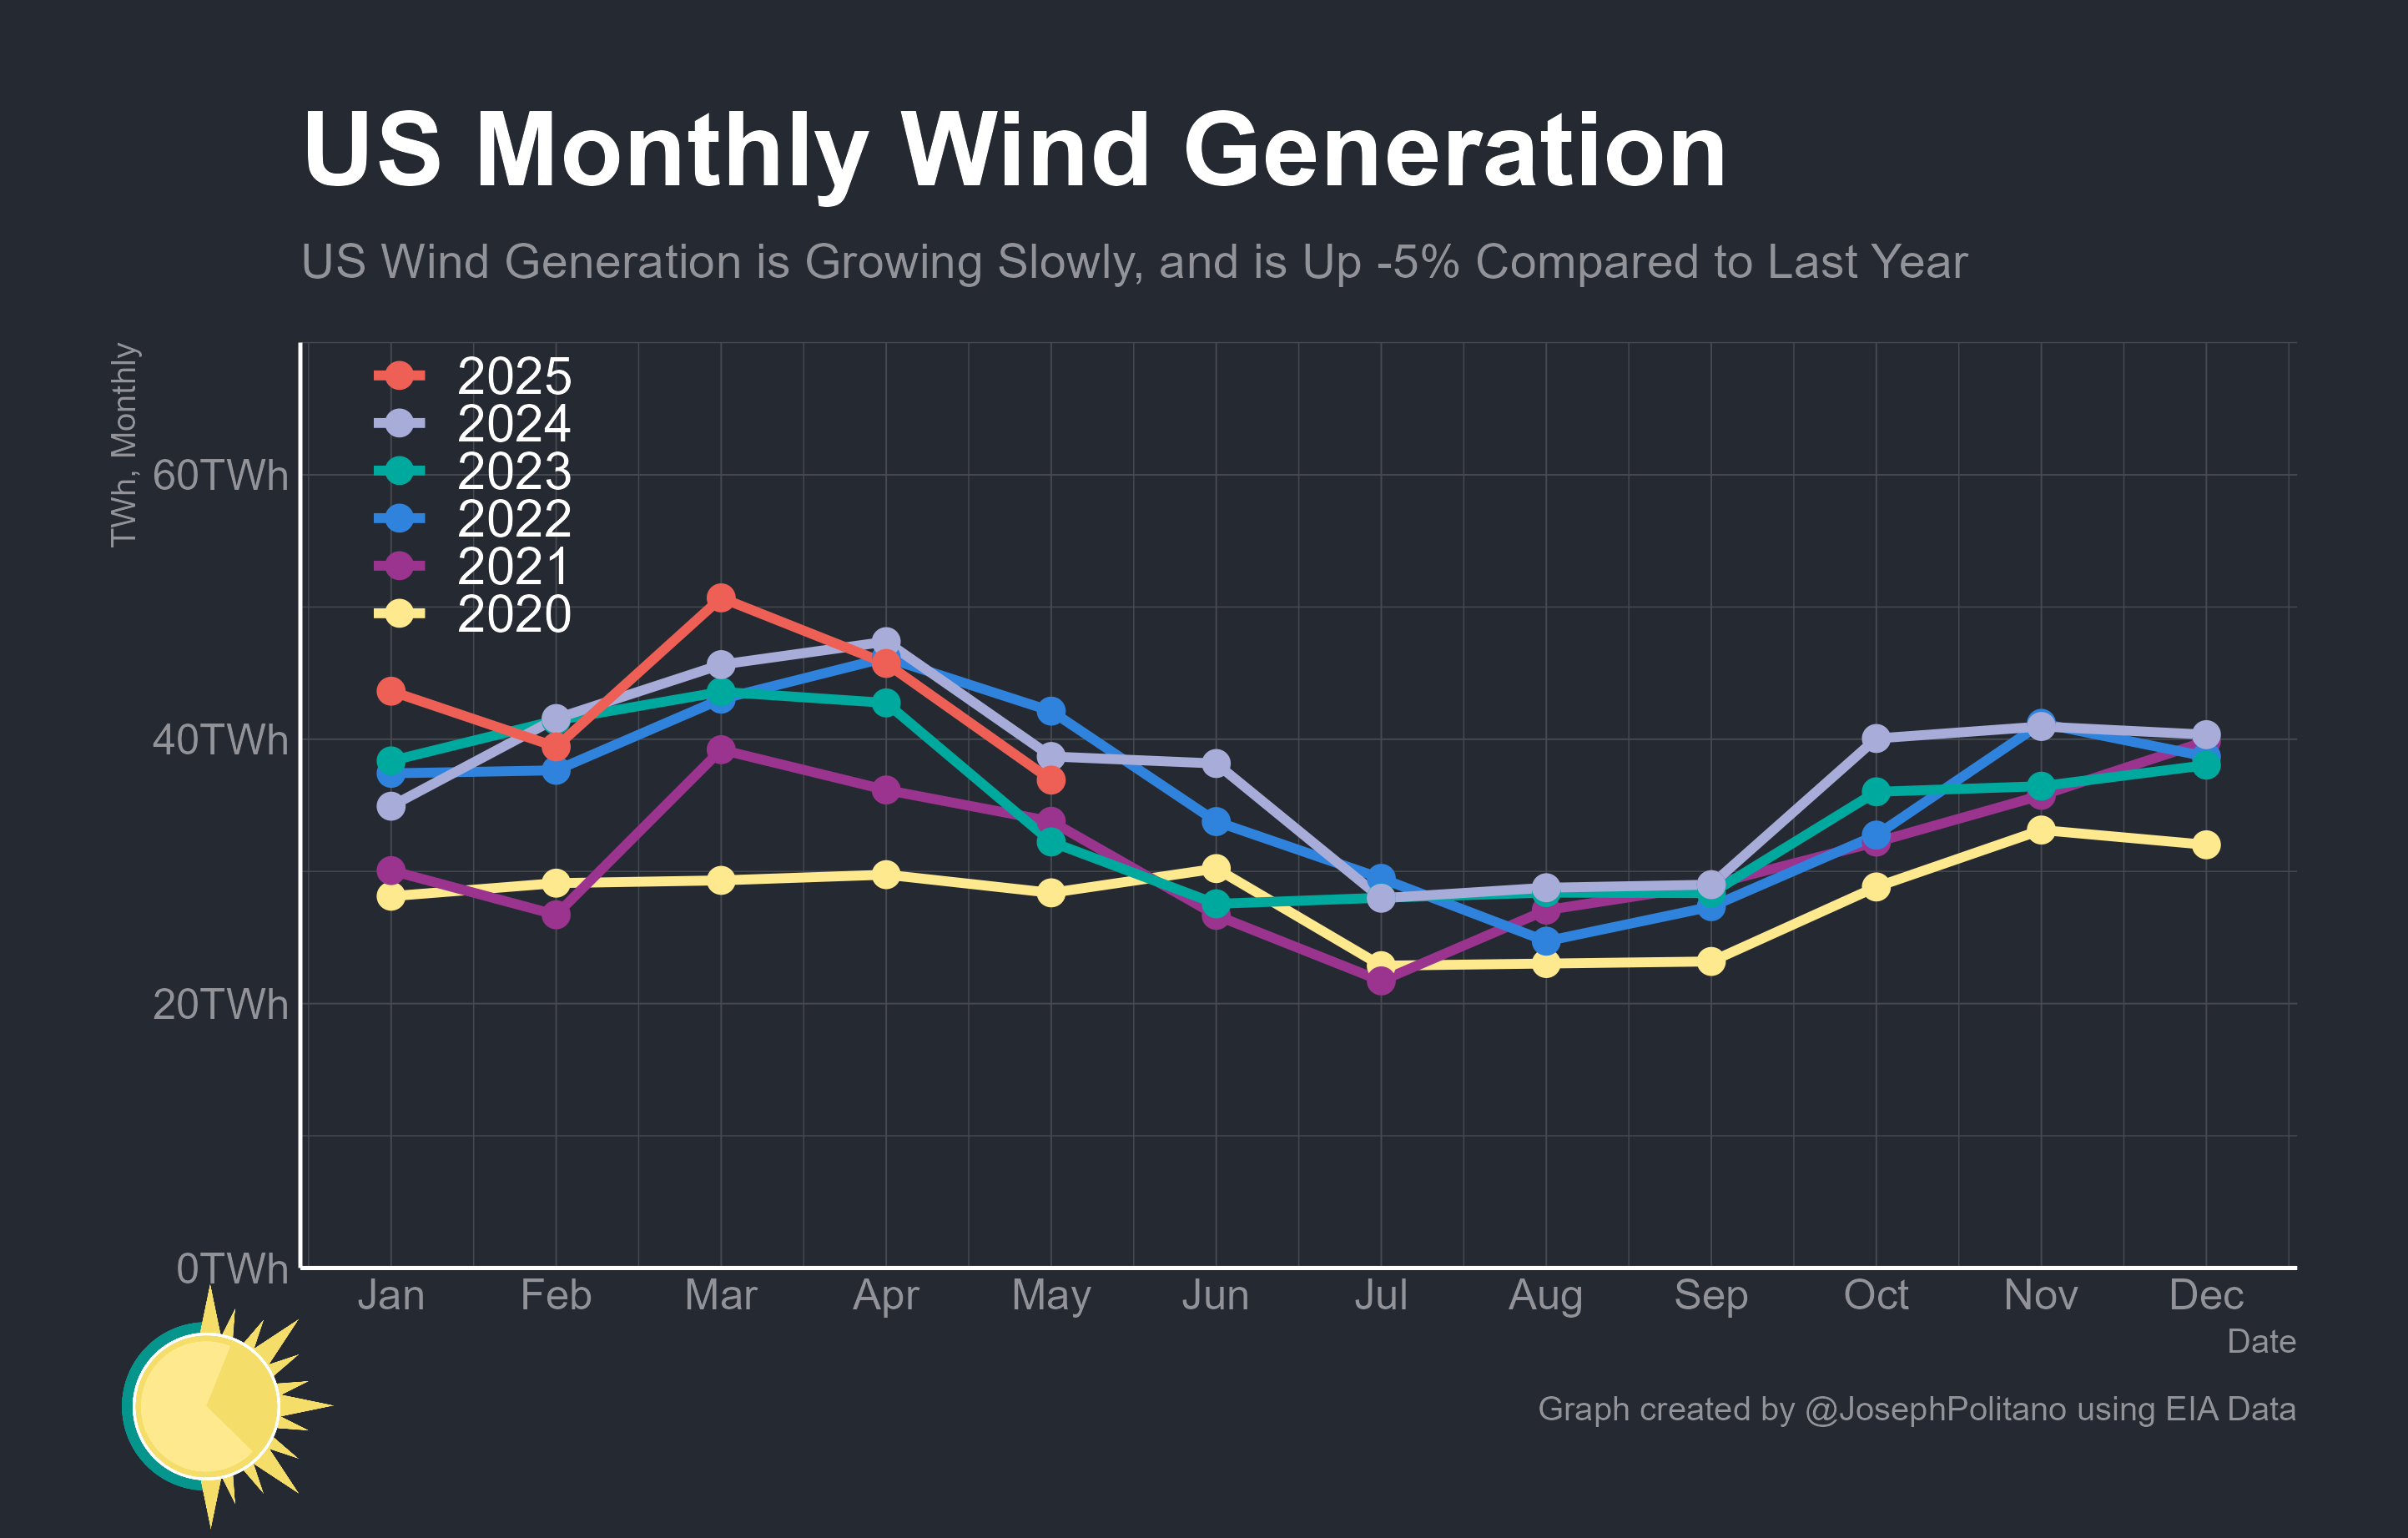 US Monthly Wind Generation
US Wind Generation is Growing Slowly, and is Up -5% Compared to Last Year
TWh, Monthly
2025
2024
2023
2022
2021
2020
60TWh
40TWh
20TWh
0TWh
Jan Feb Mar Apr May Jun Jul Aug Sep Oct Nov Dec
Date
Graph created by @JosephPolitano using EIA Data